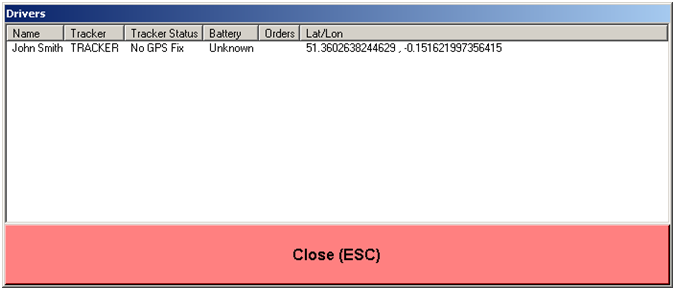 Drivers
Name Tracker Tracker Status Battery Orders Lat/Lon
John Smith TRACKER No GPS Fix Unknown 51.3602638244629 , -0.151621997356415
Close (ESC)